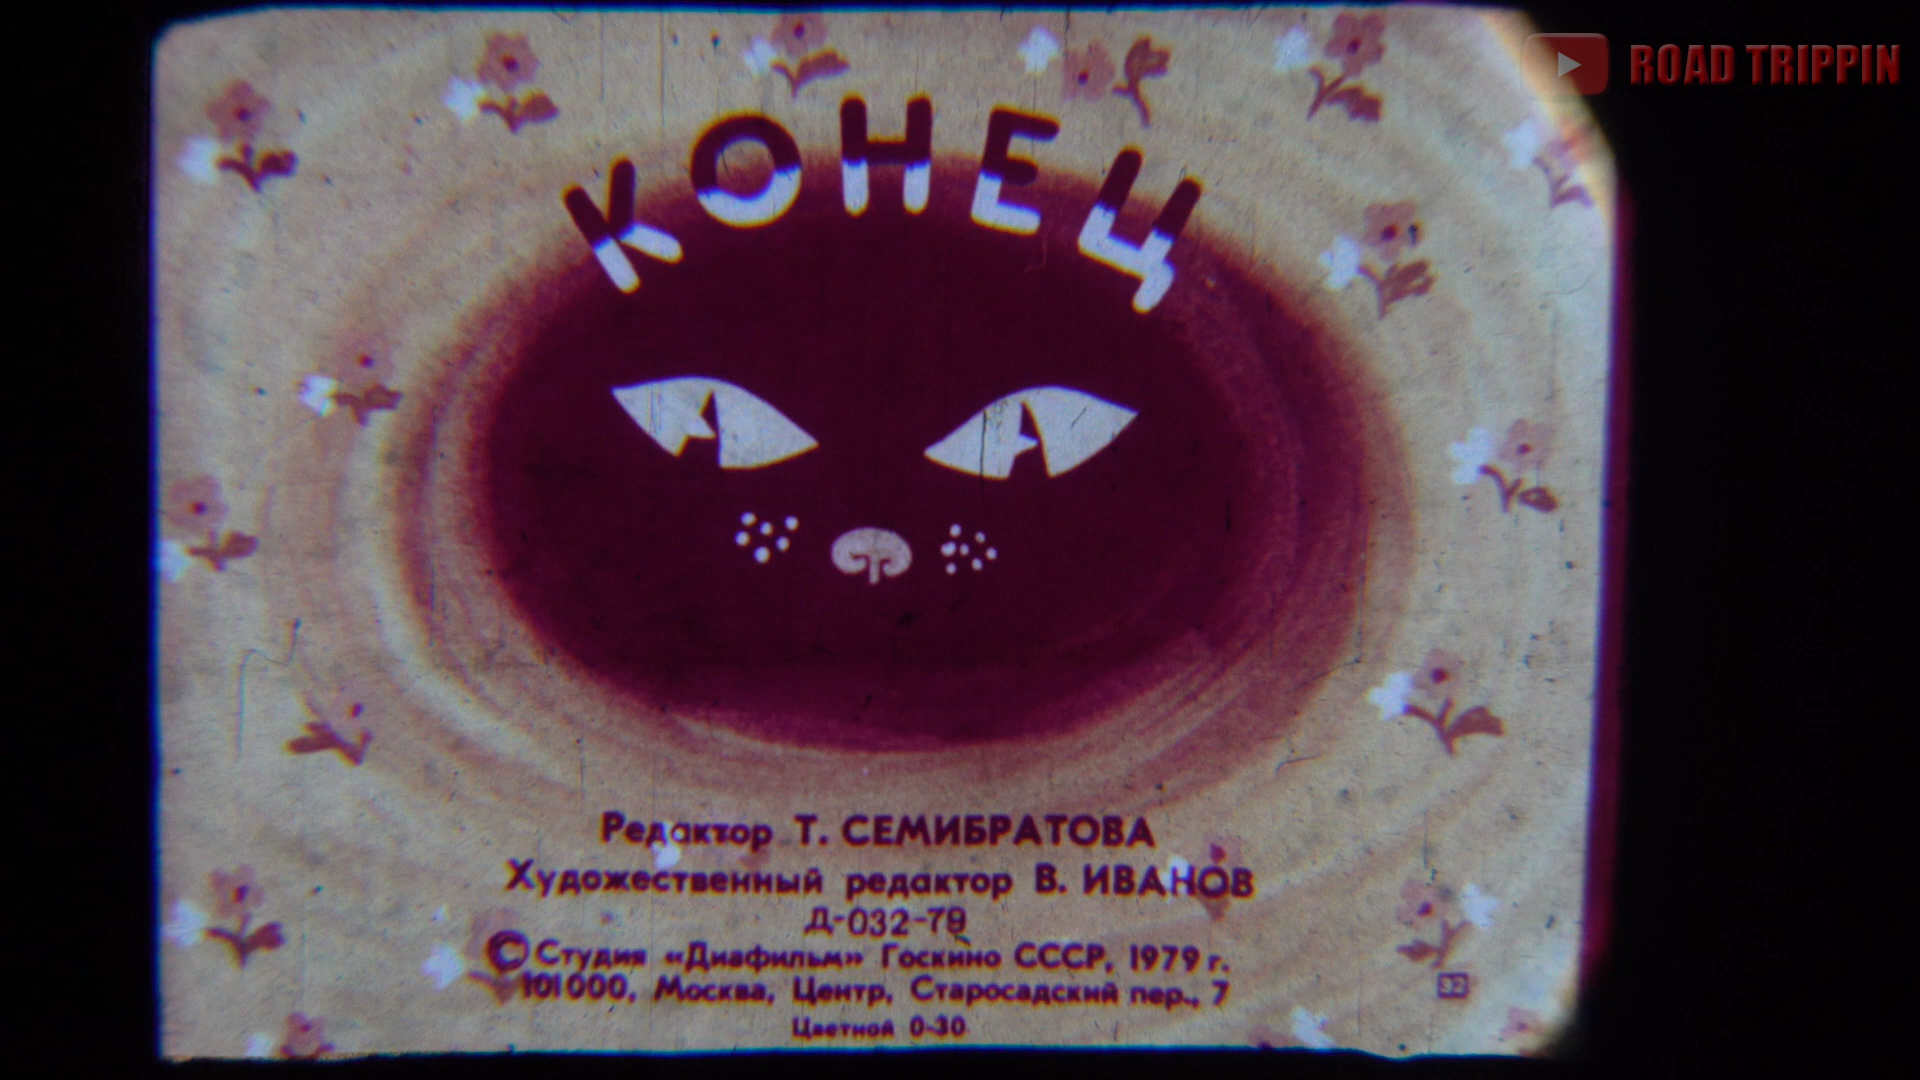 ROAD TRIPPIN
КОНЕЦ
Редактор Т. СЕМИБРАТОВА
Художественный редактор В. ИВАНОВ
Д-032-79
© Студия «Диафильм» Госкино СССР, 1979 г.
101000, Москва, Центр, Старосадский пер., 7
Цветной 0-30
32